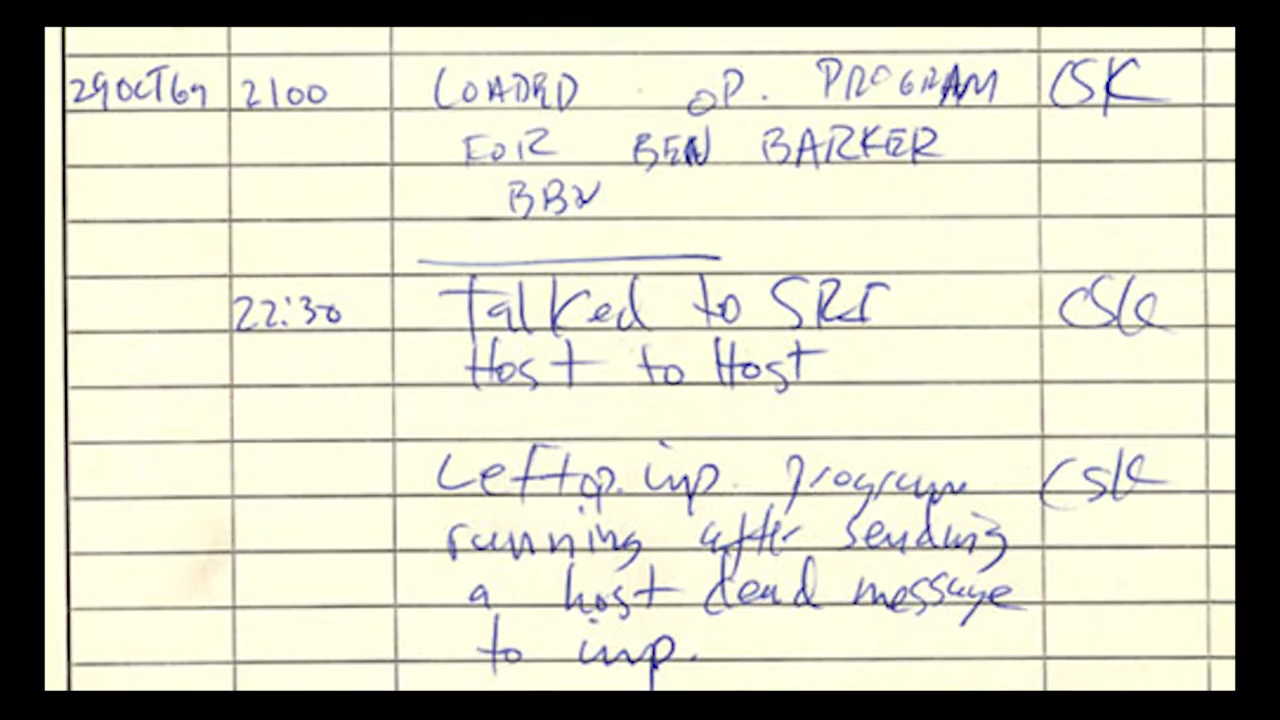 29OCT69 2100 LOADED OP. PROGRAM CSK
FOR BEN BARKER
BBN
22:30 Talked to SRI CSK
Host to Host
Left op. imp. program CSK
running after sending
a host dead message
to imp.